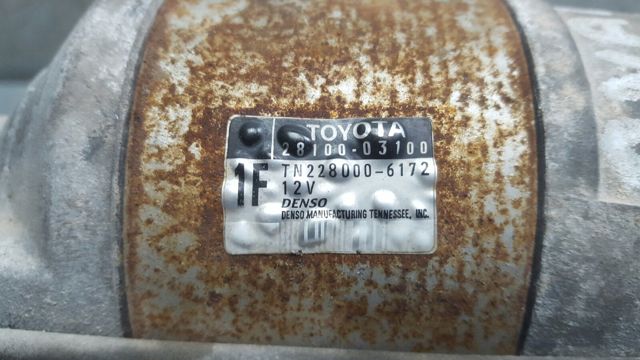 TOYOTA
28100-03100
1F TN228000-6172
12V
DENSO
DENSO MANUFACTURING TENNESSEE, INC.